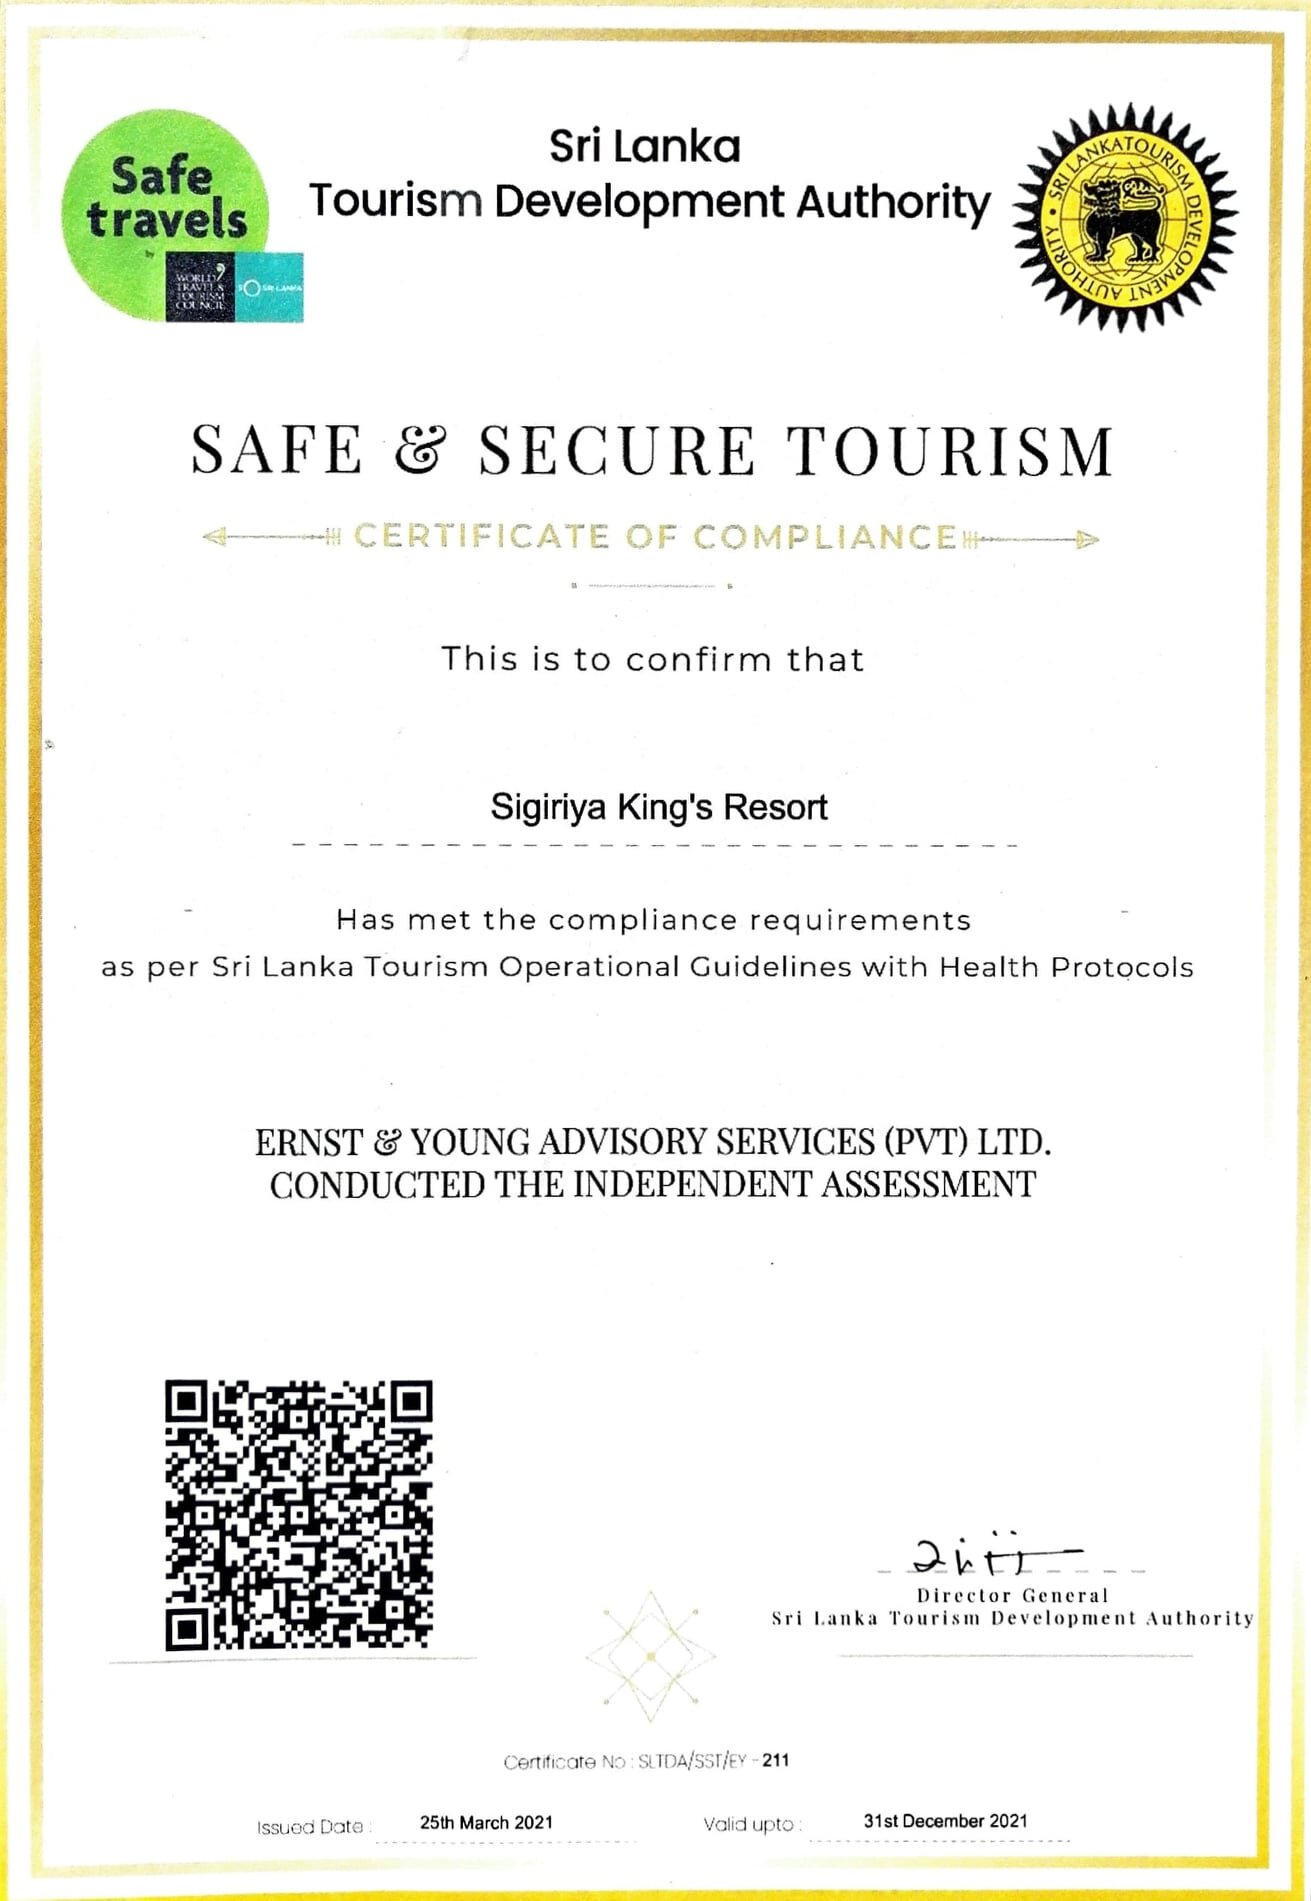 Safe
travels
by
WORLD
TRAVEL &
TOURISM
COUNCIL
SO SRI LANKA
Sri Lanka
Tourism Development Authority
SRI LANKA TOURISM DEVELOPMENT AUTHORITY •
SAFE & SECURE TOURISM
CERTIFICATE OF COMPLIANCE
This is to confirm that
Sigiriya King's Resort
Has met the compliance requirements
as per Sri Lanka Tourism Operational Guidelines with Health Protocols
ERNST & YOUNG ADVISORY SERVICES (PVT) LTD.
CONDUCTED THE INDEPENDENT ASSESSMENT
Director General
Sri Lanka Tourism Development Authority
Certificate No : SLTDA/SST/EY - 211
Issued Date : 25th March 2021 Valid upto : 31st December 2021